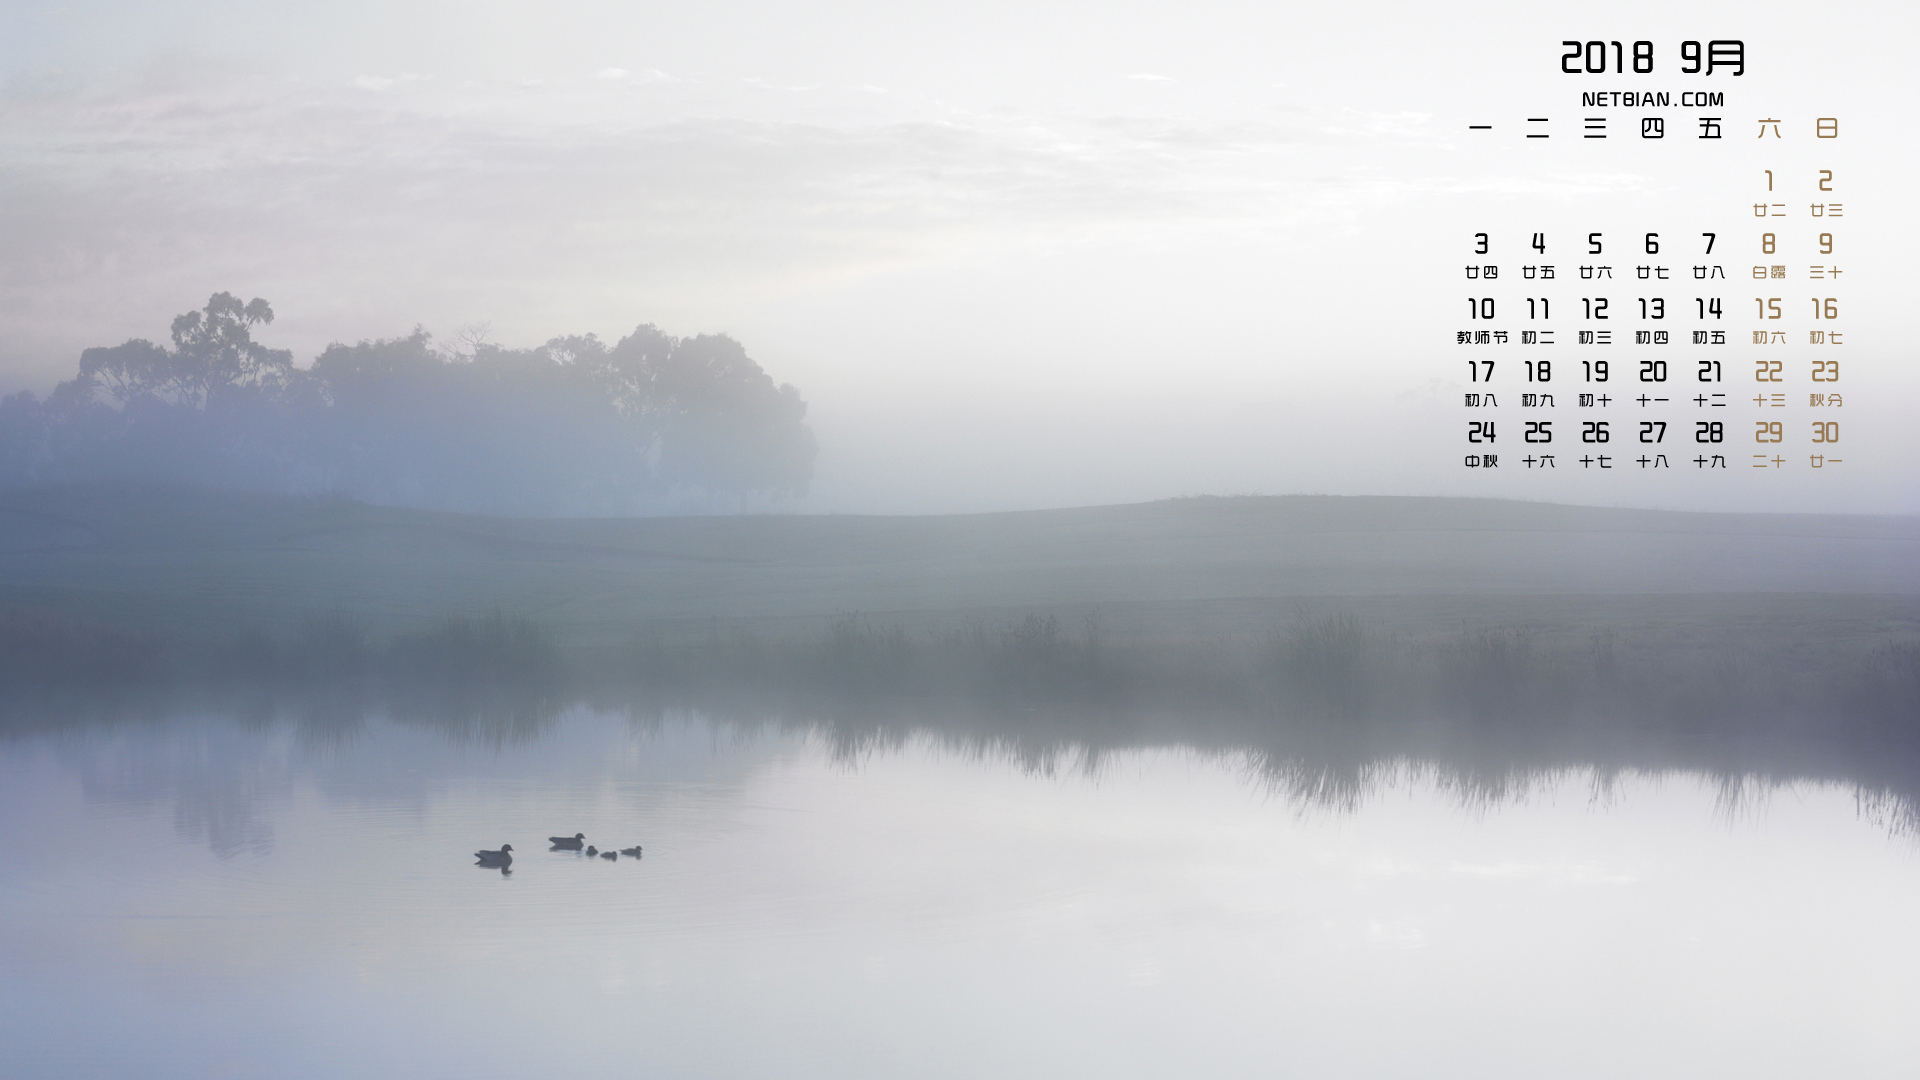 2018 9月
NETBIAN.COM
一 二 三 四 五 六 日
1 2
廿二 廿三
3 4 5 6 7 8 9
廿四 廿五 廿六 廿七 廿八 白露 三十
10 11 12 13 14 15 16
教师节 初二 初三 初四 初五 初六 初七
17 18 19 20 21 22 23
初八 初九 初十 十一 十二 十三 秋分
24 25 26 27 28 29 30
中秋 十六 十七 十八 十九 二十 廿一